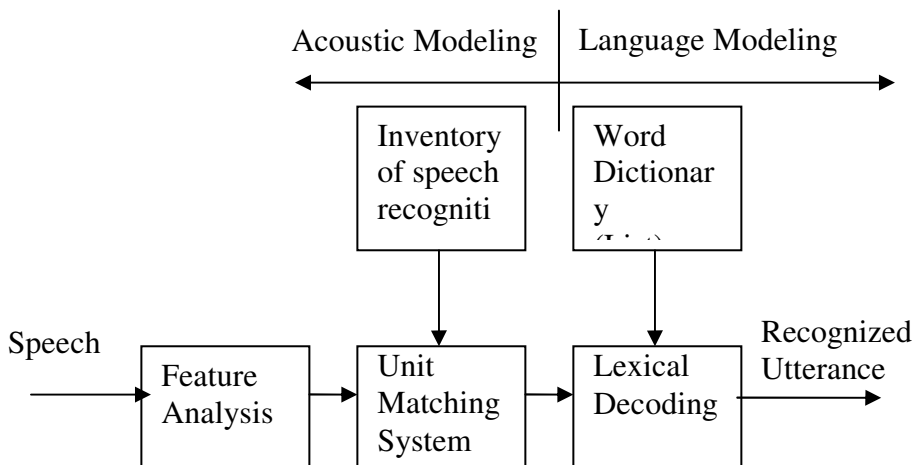 Acoustic Modeling
Language Modeling
Inventory
of speech
recogniti
Word
Dictionar
y
Speech
Feature
Analysis
Unit
Matching
System
Lexical
Decoding
Recognized
Utterance